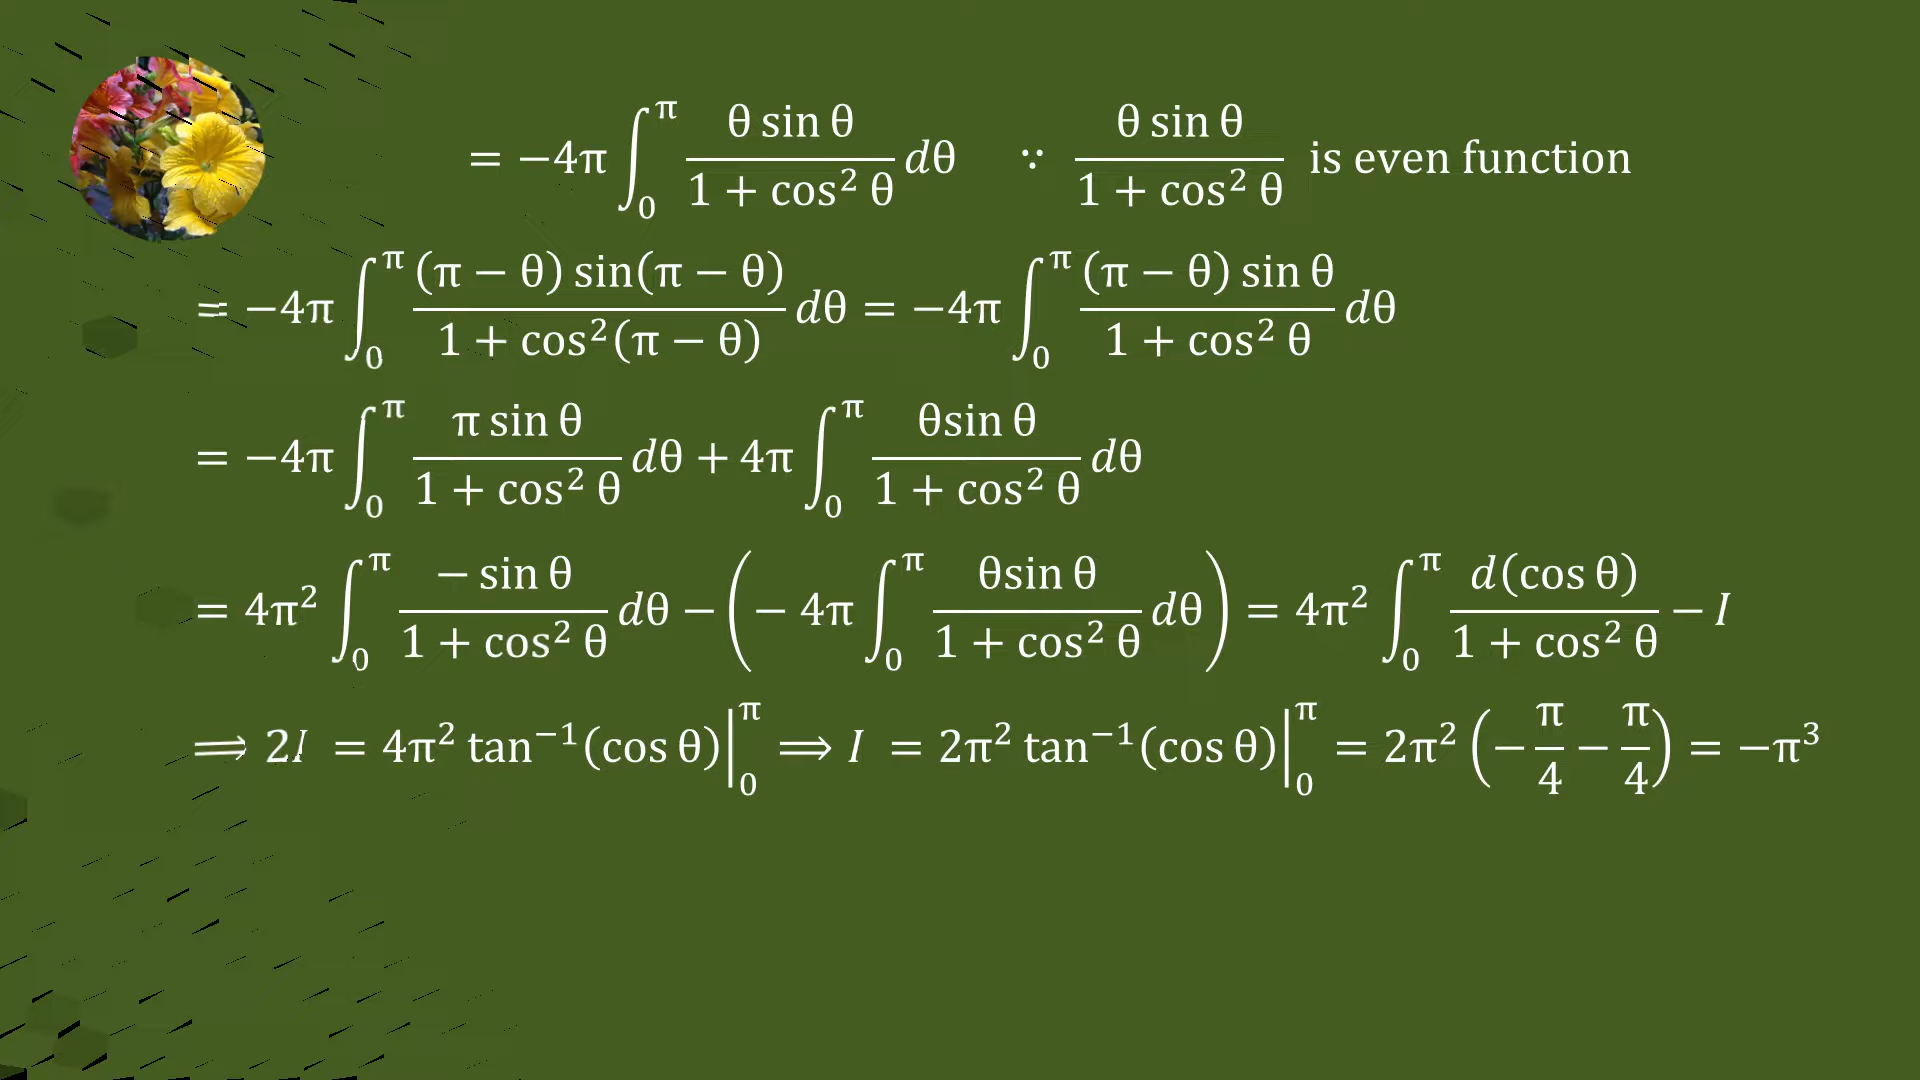 = −4π ∫₀^π (θ sin θ)/(1 + cos² θ) dθ ∵ (θ sin θ)/(1 + cos² θ) is even function
= −4π ∫₀^π ((π − θ) sin(π − θ))/(1 + cos²(π − θ)) dθ = −4π ∫₀^π ((π − θ) sin θ)/(1 + cos² θ) dθ
= −4π ∫₀^π (π sin θ)/(1 + cos² θ) dθ + 4π ∫₀^π (θsin θ)/(1 + cos² θ) dθ
= 4π² ∫₀^π (− sin θ)/(1 + cos² θ) dθ − (− 4π ∫₀^π (θsin θ)/(1 + cos² θ) dθ) = 4π² ∫₀^π d(cos θ)/(1 + cos² θ) − I
⟹ 2I = 4π² tan⁻¹(cos θ)|₀^π ⟹ I = 2π² tan⁻¹(cos θ)|₀^π = 2π² (−π/4 − π/4) = −π³